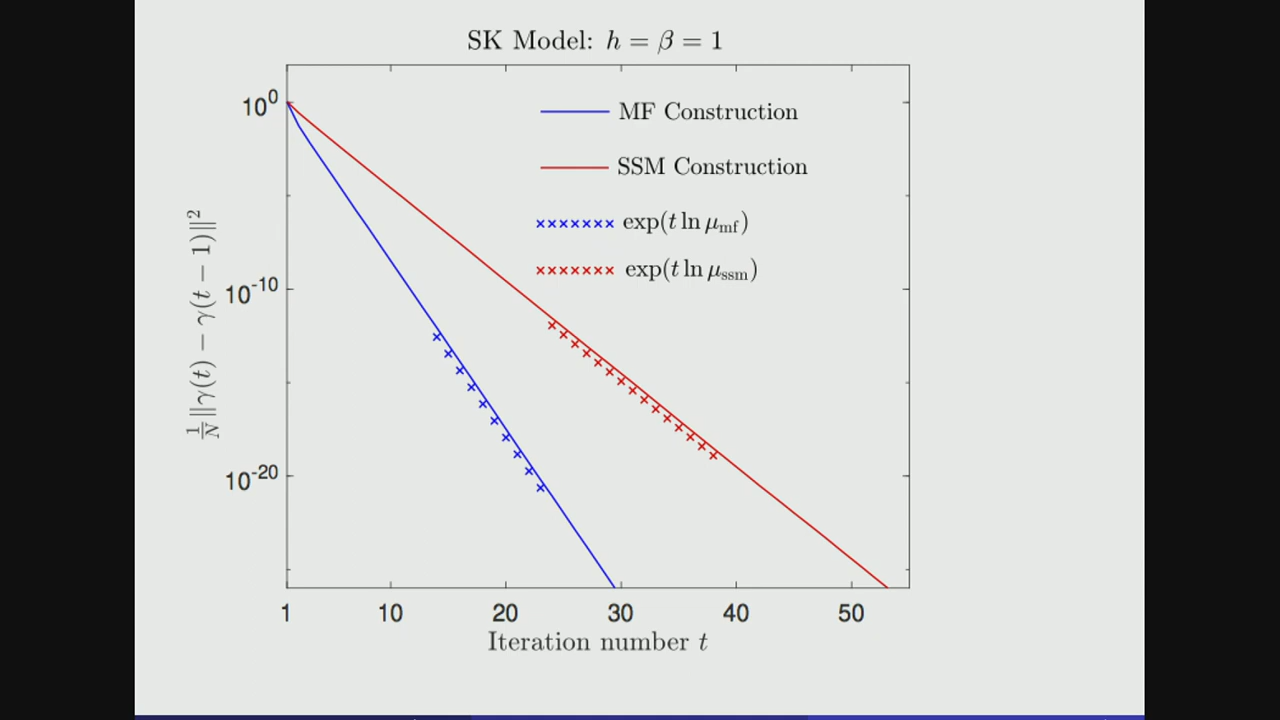 SK Model: h = β = 1
10^0
10^-10
10^-20
1/N ||γ(t) − γ(t − 1)||^2
MF Construction
SSM Construction
exp(t ln μ_mf)
exp(t ln μ_ssm)
1 10 20 30 40 50
Iteration number t